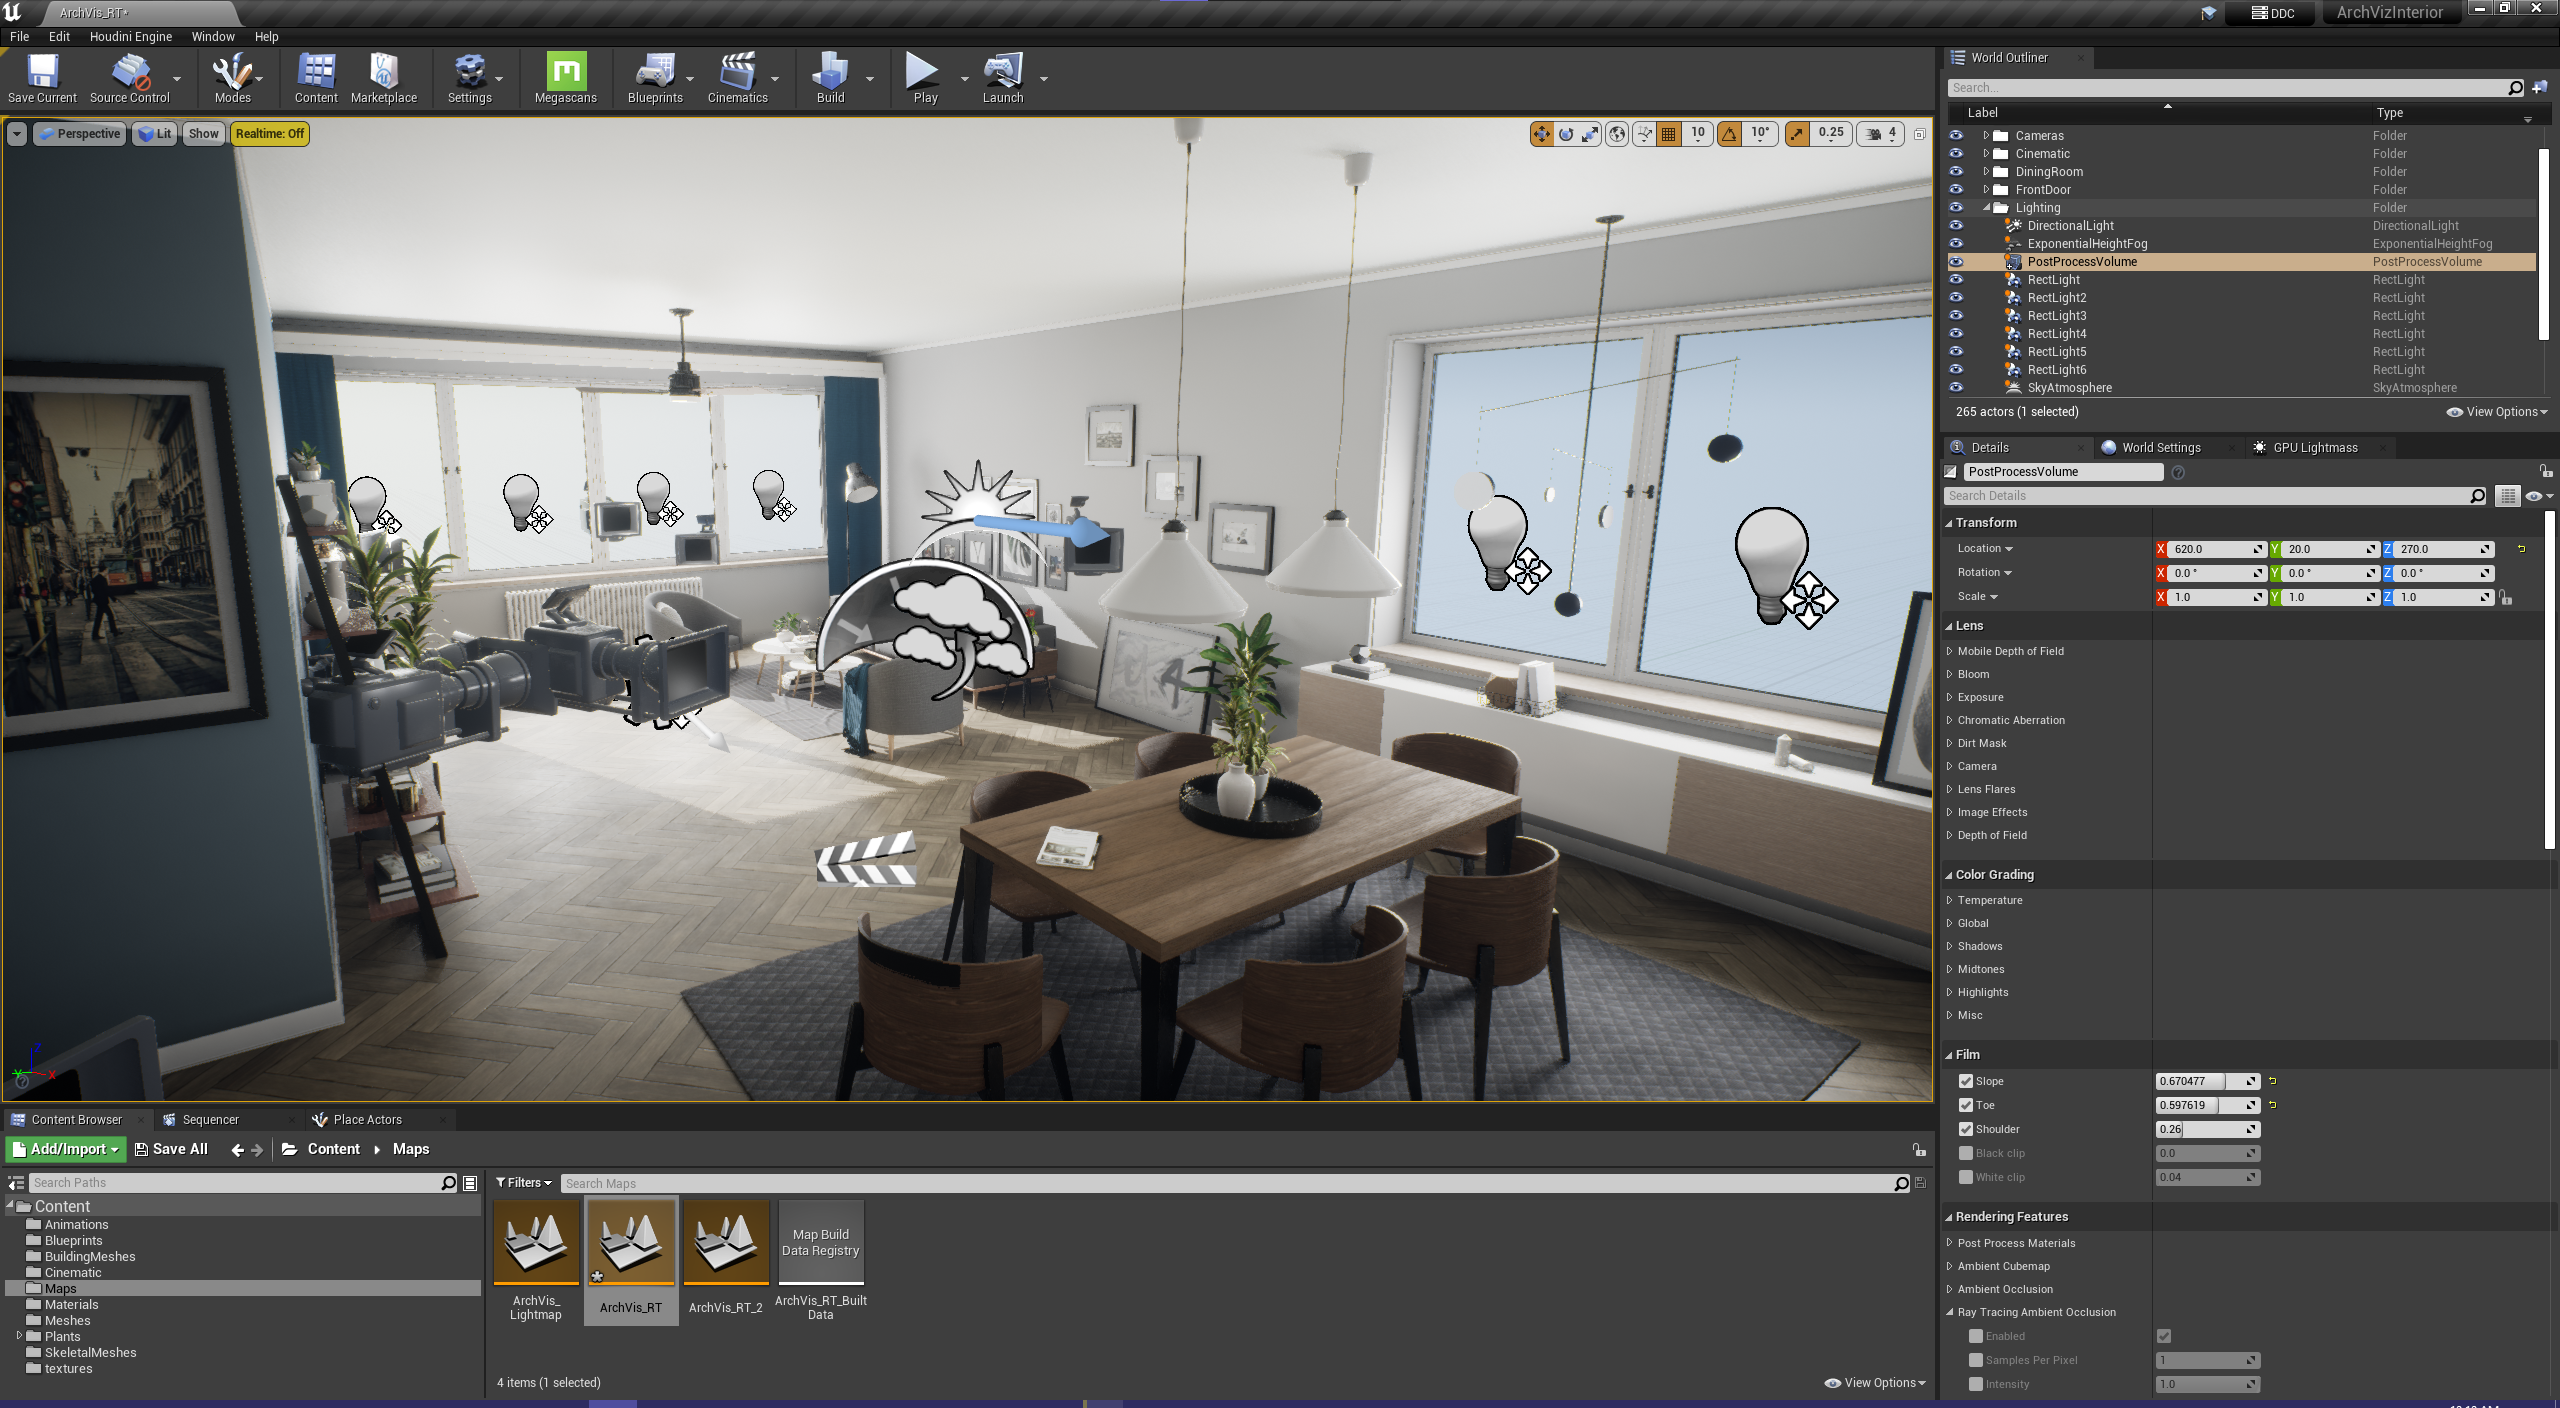 ArchVis_RT*
DDC
ArchVizInterior
File Edit Houdini Engine Window Help
Save Current Source Control Modes Content Marketplace Settings Megascans Blueprints Cinematics Build Play Launch
Perspective Lit Show Realtime: Off
10 10° 0.25 4
World Outliner
Search...
Label Type
Cameras Folder
Cinematic Folder
DiningRoom Folder
FrontDoor Folder
Lighting Folder
DirectionalLight DirectionalLight
ExponentialHeightFog ExponentialHeightFog
PostProcessVolume PostProcessVolume
RectLight RectLight
RectLight2 RectLight
RectLight3 RectLight
RectLight4 RectLight
RectLight5 RectLight
RectLight6 RectLight
SkyAtmosphere SkyAtmosphere
265 actors (1 selected) View Options
Details World Settings GPU Lightmass
PostProcessVolume
Search Details
Transform
Location X 620.0 Y 20.0 Z 270.0
Rotation X 0.0 ° Y 0.0 ° Z 0.0 °
Scale X 1.0 Y 1.0 Z 1.0
Lens
Mobile Depth of Field
Bloom
Exposure
Chromatic Aberration
Dirt Mask
Camera
Lens Flares
Image Effects
Depth of Field
Color Grading
Temperature
Global
Shadows
Midtones
Highlights
Misc
Film
Slope 0.670477
Toe 0.597619
Shoulder 0.26
Black clip 0.0
White clip 0.04
Rendering Features
Post Process Materials
Ambient Cubemap
Ambient Occlusion
Ray Tracing Ambient Occlusion
Enabled
Samples Per Pixel 1
Intensity 1.0
Z
Y X
Content Browser Sequencer Place Actors
Add/Import Save All Content Maps
Search Paths
Content
Animations
Blueprints
BuildingMeshes
Cinematic
Maps
Materials
Meshes
Plants
SkeletalMeshes
textures
Filters Search Maps
Map Build
Data Registry
ArchVis_
Lightmap
ArchVis_RT
ArchVis_RT_2
ArchVis_RT_Built
Data
4 items (1 selected) View Options